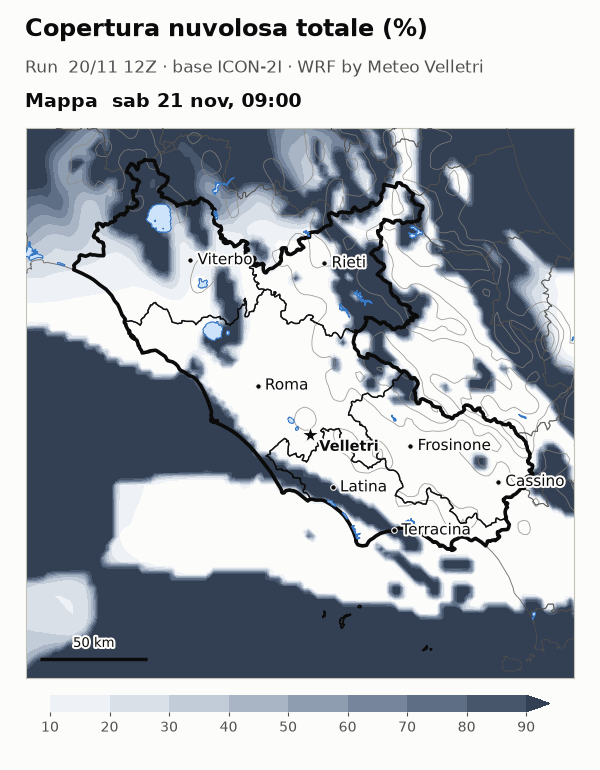 Copertura nuvolosa totale (%)
Run  20/11 12Z · base ICON-2I · WRF by Meteo Velletri
Mappa  sab 21 nov, 09:00
Viterbo
Rieti
Roma
Velletri
Frosinone
Cassino
Latina
Terracina
50 km
10 20 30 40 50 60 70 80 90